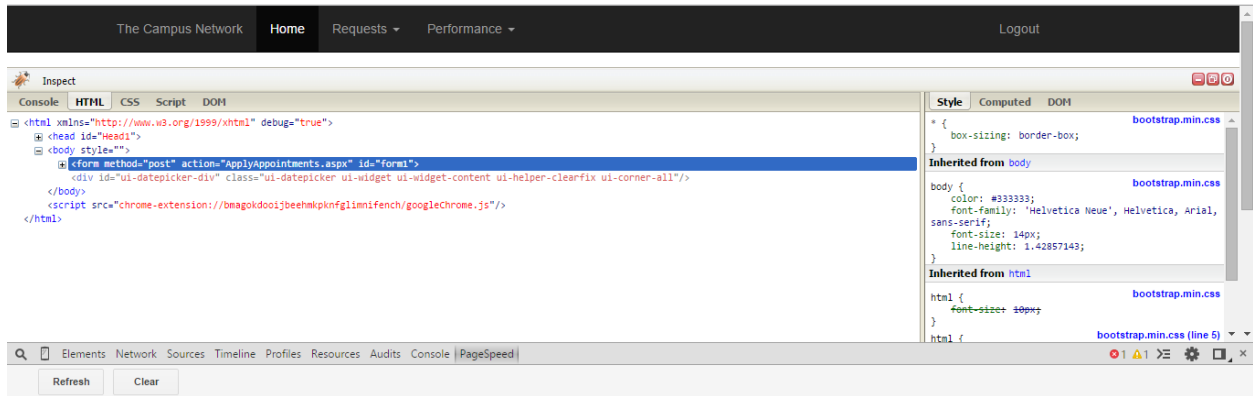 The Campus Network Home Requests Performance Logout
Inspect
Console HTML CSS Script DOM
Style Computed DOM
<html xmlns="http://www.w3.org/1999/xhtml" debug="true">
<head id="Head1">
<body style="">
<form method="post" action="ApplyAppointments.aspx" id="form1">
<div id="ui-datepicker-div" class="ui-datepicker ui-widget ui-widget-content ui-helper-clearfix ui-corner-all"/>
</body>
<script src="chrome-extension://bmagokdooijbeehmkpknfglimnifench/googleChrome.js"/>
</html>
* { bootstrap.min.css
box-sizing: border-box;
}
Inherited from body
body { bootstrap.min.css
color: #333333;
font-family: 'Helvetica Neue', Helvetica, Arial,
sans-serif;
font-size: 14px;
line-height: 1.42857143;
}
Inherited from html
html { bootstrap.min.css
font-size: 10px;
}
html { bootstrap.min.css (line 5)
Elements Network Sources Timeline Profiles Resources Audits Console PageSpeed 1 1
Refresh Clear